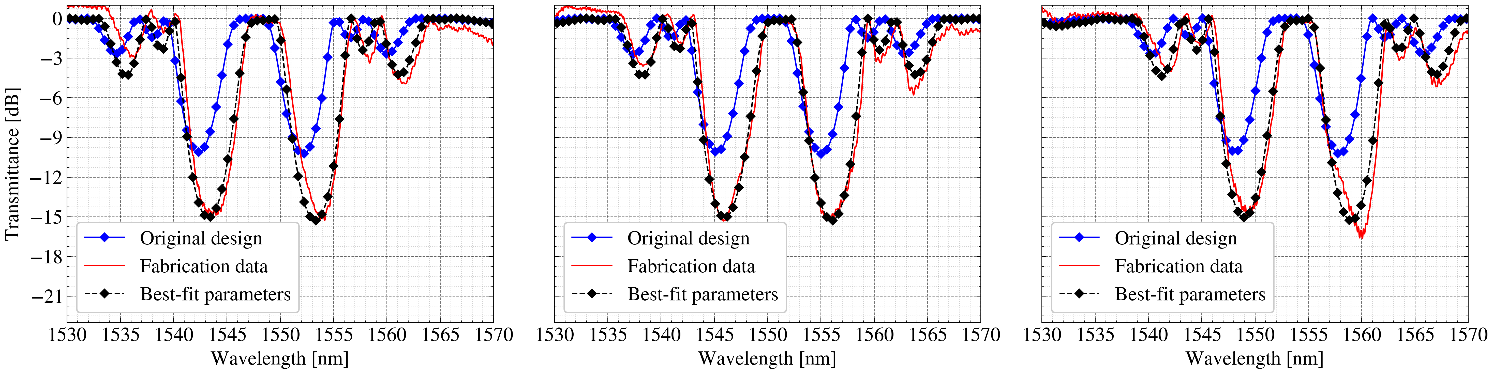 Transmittance [dB]
0
−3
−6
−9
−12
−15
−18
−21
Original design
Fabrication data
Best-fit parameters
1530 1535 1540 1545 1550 1555 1560 1565 1570
Wavelength [nm]
Original design
Fabrication data
Best-fit parameters
1530 1535 1540 1545 1550 1555 1560 1565 1570
Wavelength [nm]
Original design
Fabrication data
Best-fit parameters
1530 1535 1540 1545 1550 1555 1560 1565 1570
Wavelength [nm]